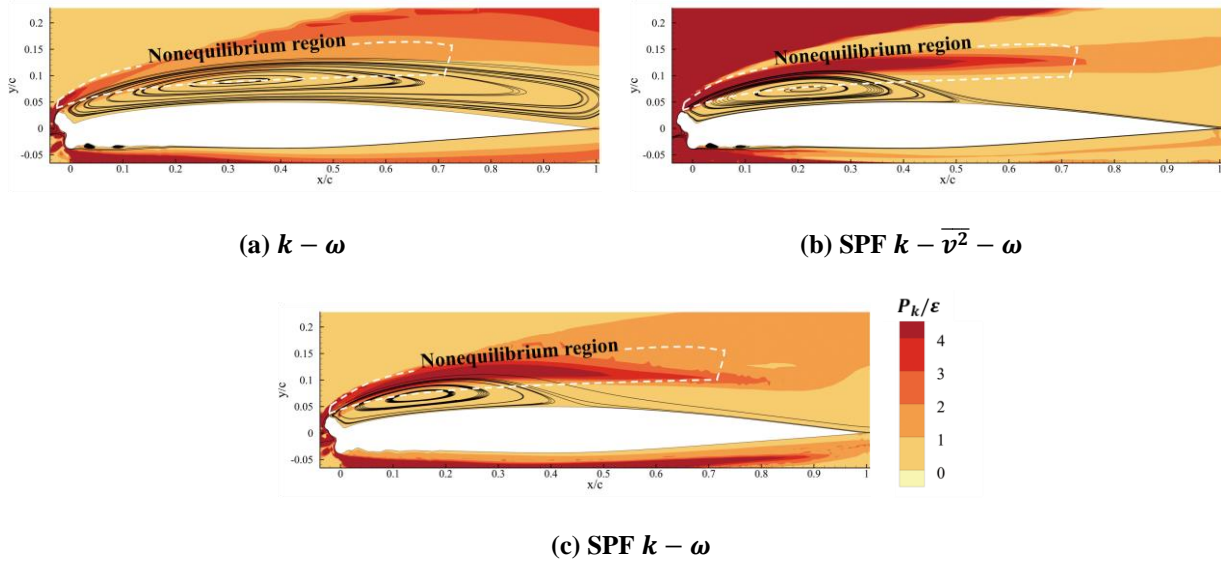 Nonequilibrium region
y/c
0.2
0.15
0.1
0.05
0
-0.05
0 0.1 0.2 0.3 0.4 0.5 0.6 0.7 0.8 0.9 1
x/c
(a) k − ω
Nonequilibrium region
y/c
0.2
0.15
0.1
0.05
0
-0.05
0 0.1 0.2 0.3 0.4 0.5 0.6 0.7 0.8 0.9 1
x/c
(b) SPF k − v̅²̅ − ω
Nonequilibrium region
y/c
0.2
0.15
0.1
0.05
0
-0.05
0 0.1 0.2 0.3 0.4 0.5 0.6 0.7 0.8 0.9 1
x/c
P_k/ε
4
3
2
1
0
(c) SPF k − ω